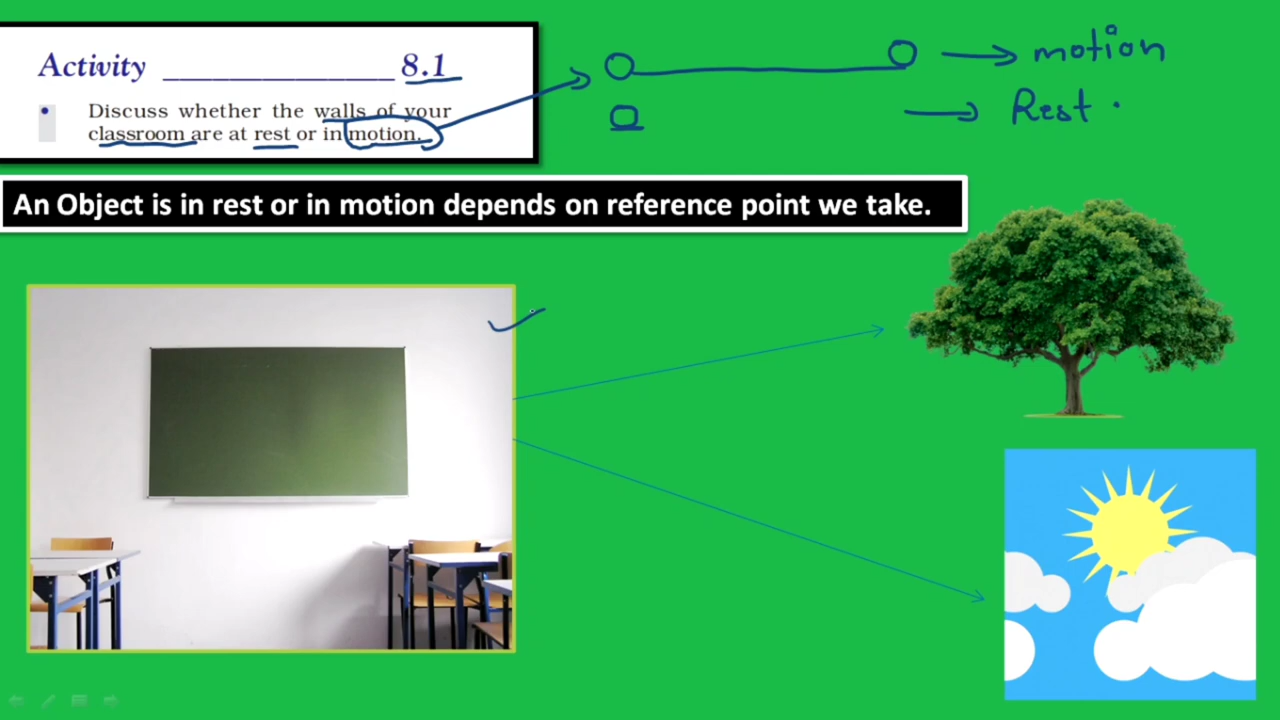 Activity ________________ 8.1
motion
Discuss whether the walls of your
classroom are at rest or in motion.
Rest
An Object is in rest or in motion depends on reference point we take.